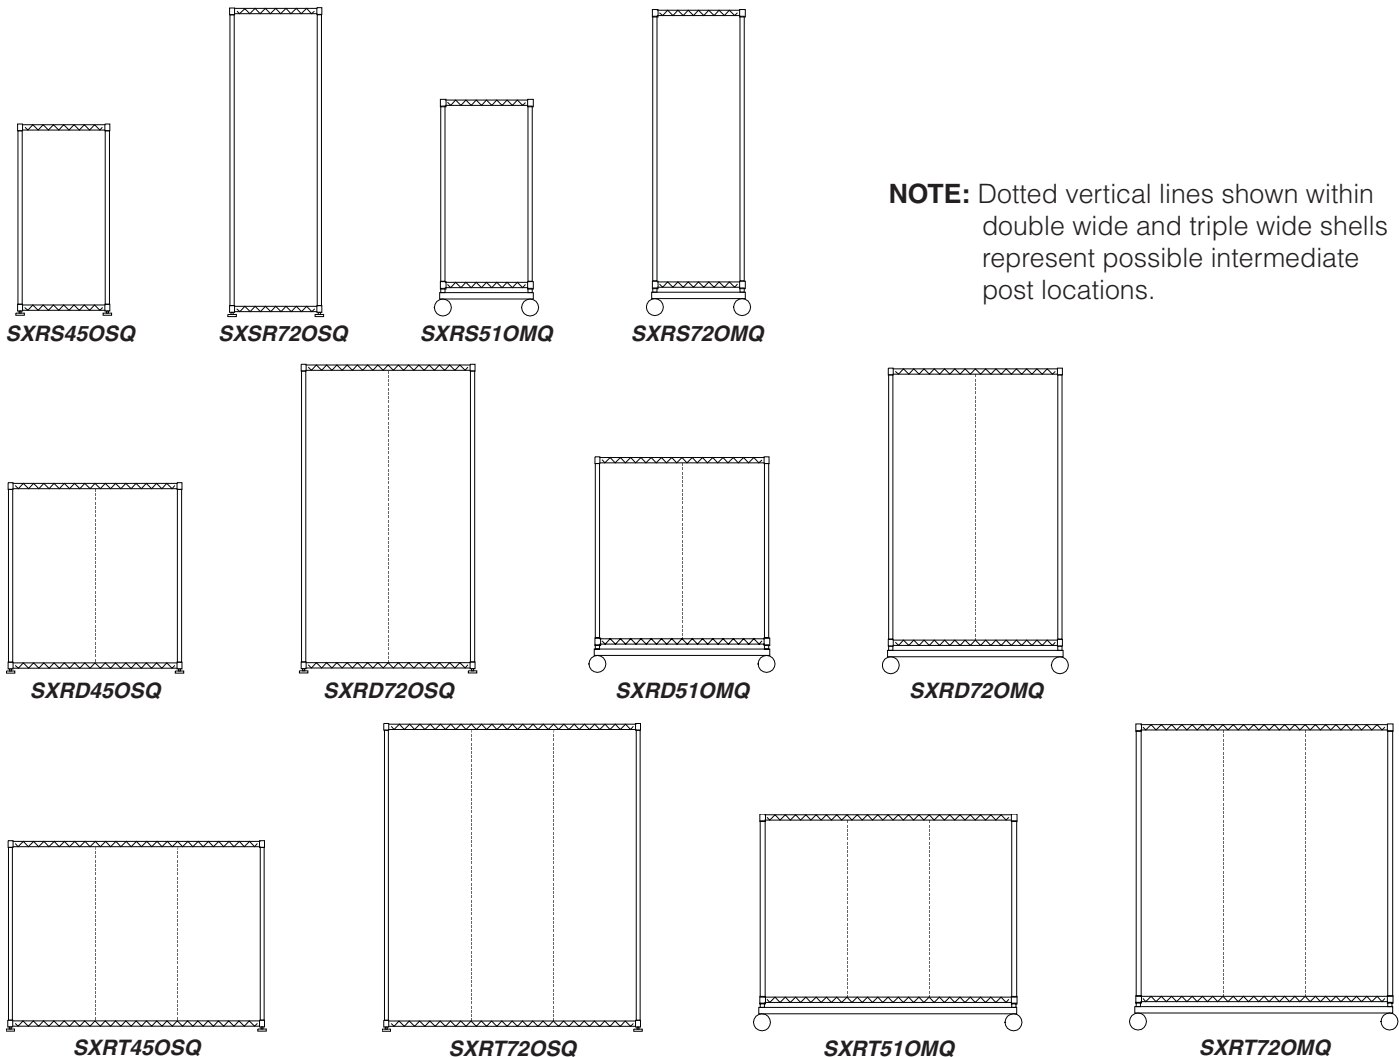 NOTE: Dotted vertical lines shown within
double wide and triple wide shells
represent possible intermediate
post locations.
SXRS45OSQ
SXSR72OSQ
SXRS51OMQ
SXRS72OMQ
SXRD45OSQ
SXRD72OSQ
SXRD51OMQ
SXRD72OMQ
SXRT45OSQ
SXRT72OSQ
SXRT51OMQ
SXRT72OMQ